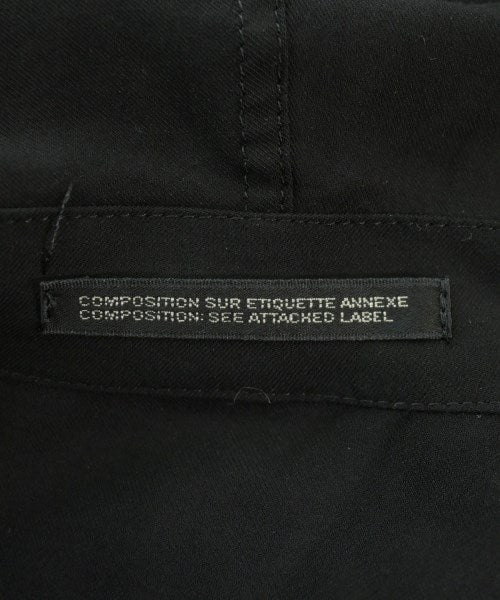 COMPOSITION SUR ETIQUETTE ANNEXE
COMPOSITION: SEE ATTACHED LABEL